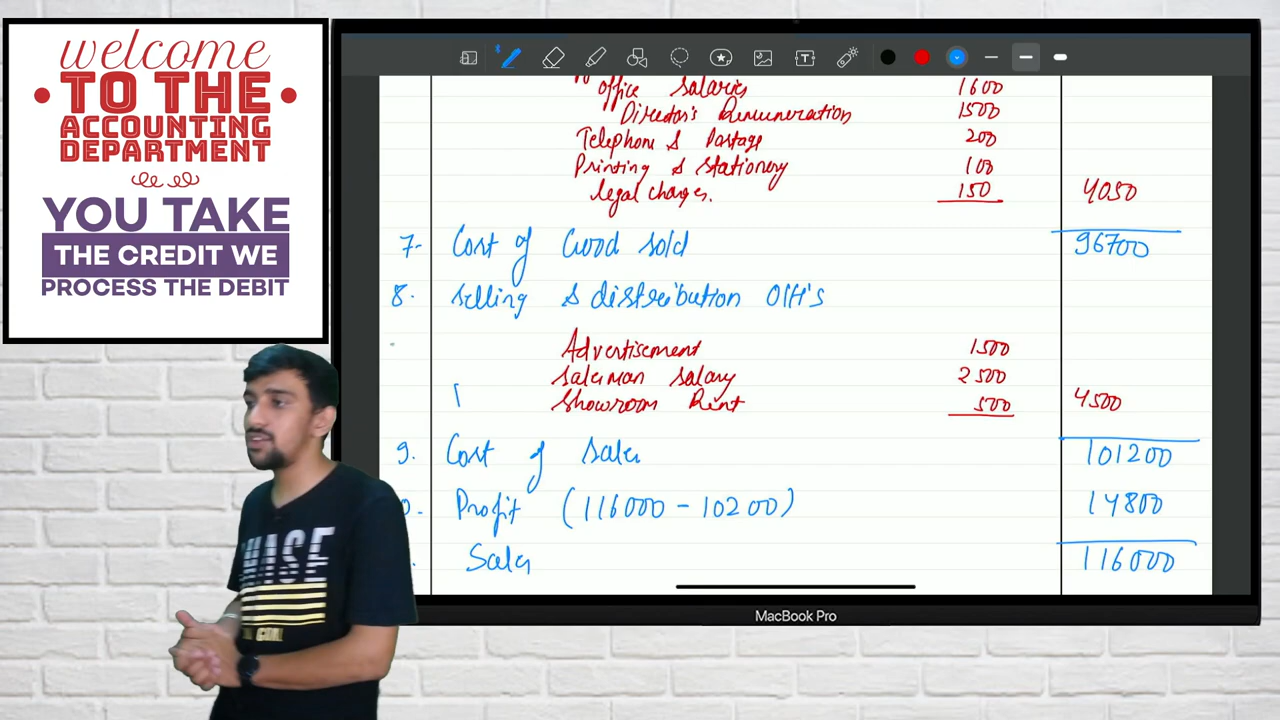 welcome
• TO THE •
ACCOUNTING
DEPARTMENT
YOU TAKE
THE CREDIT WE
PROCESS THE DEBIT
office Salaries 1600
Director's Remuneration 1500
Telephone & Postage 200
Printing & Stationery 100
legal charges. 150 4050
7. Cost of Good sold 96700
8. Selling & distribution OH's
Advertisement 1500
Salesman Salary 2500
Showroom Rent 500 4500
9. Cost of Sales 101200
0. Profit (116000 - 10200) 14800
Sales 116000
MacBook Pro
CHASE